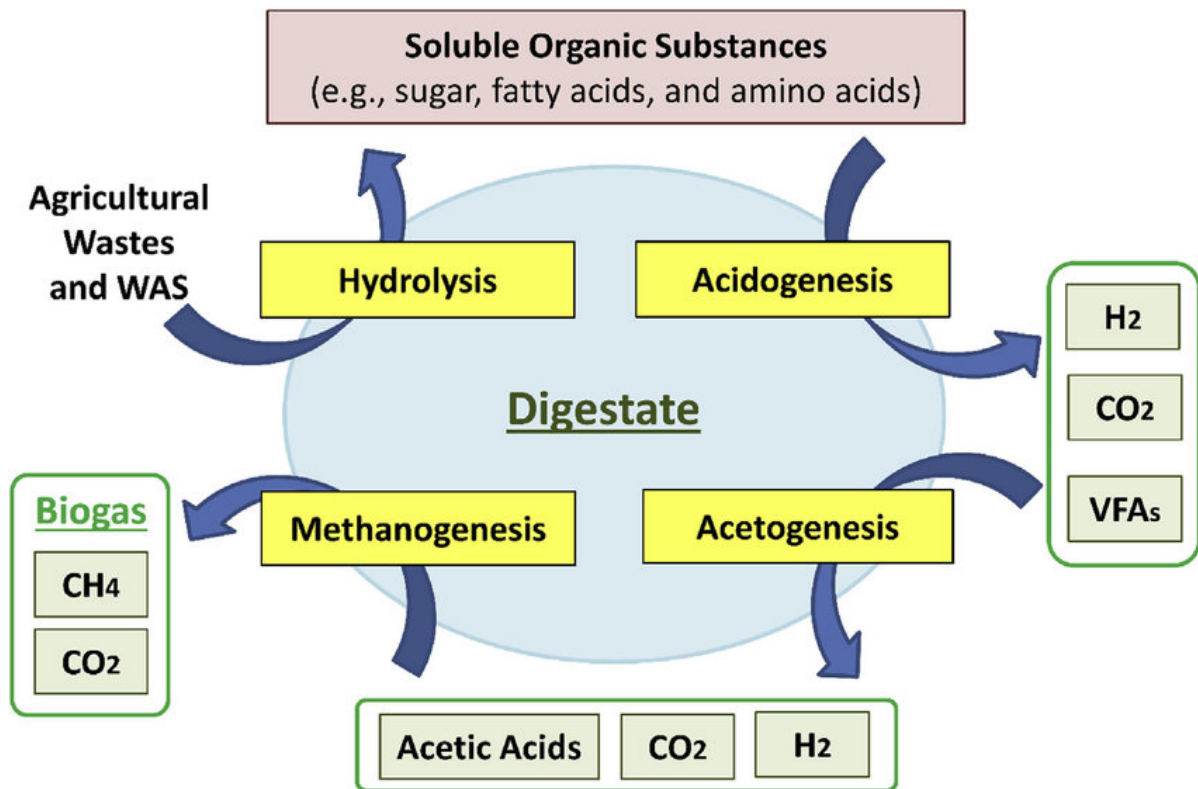 Soluble Organic Substances
(e.g., sugar, fatty acids, and amino acids)
Agricultural
Wastes
and WAS
Hydrolysis
Acidogenesis
H2
CO2
VFAs
Digestate
Methanogenesis
Acetogenesis
Biogas
CH4
CO2
Acetic Acids
CO2
H2